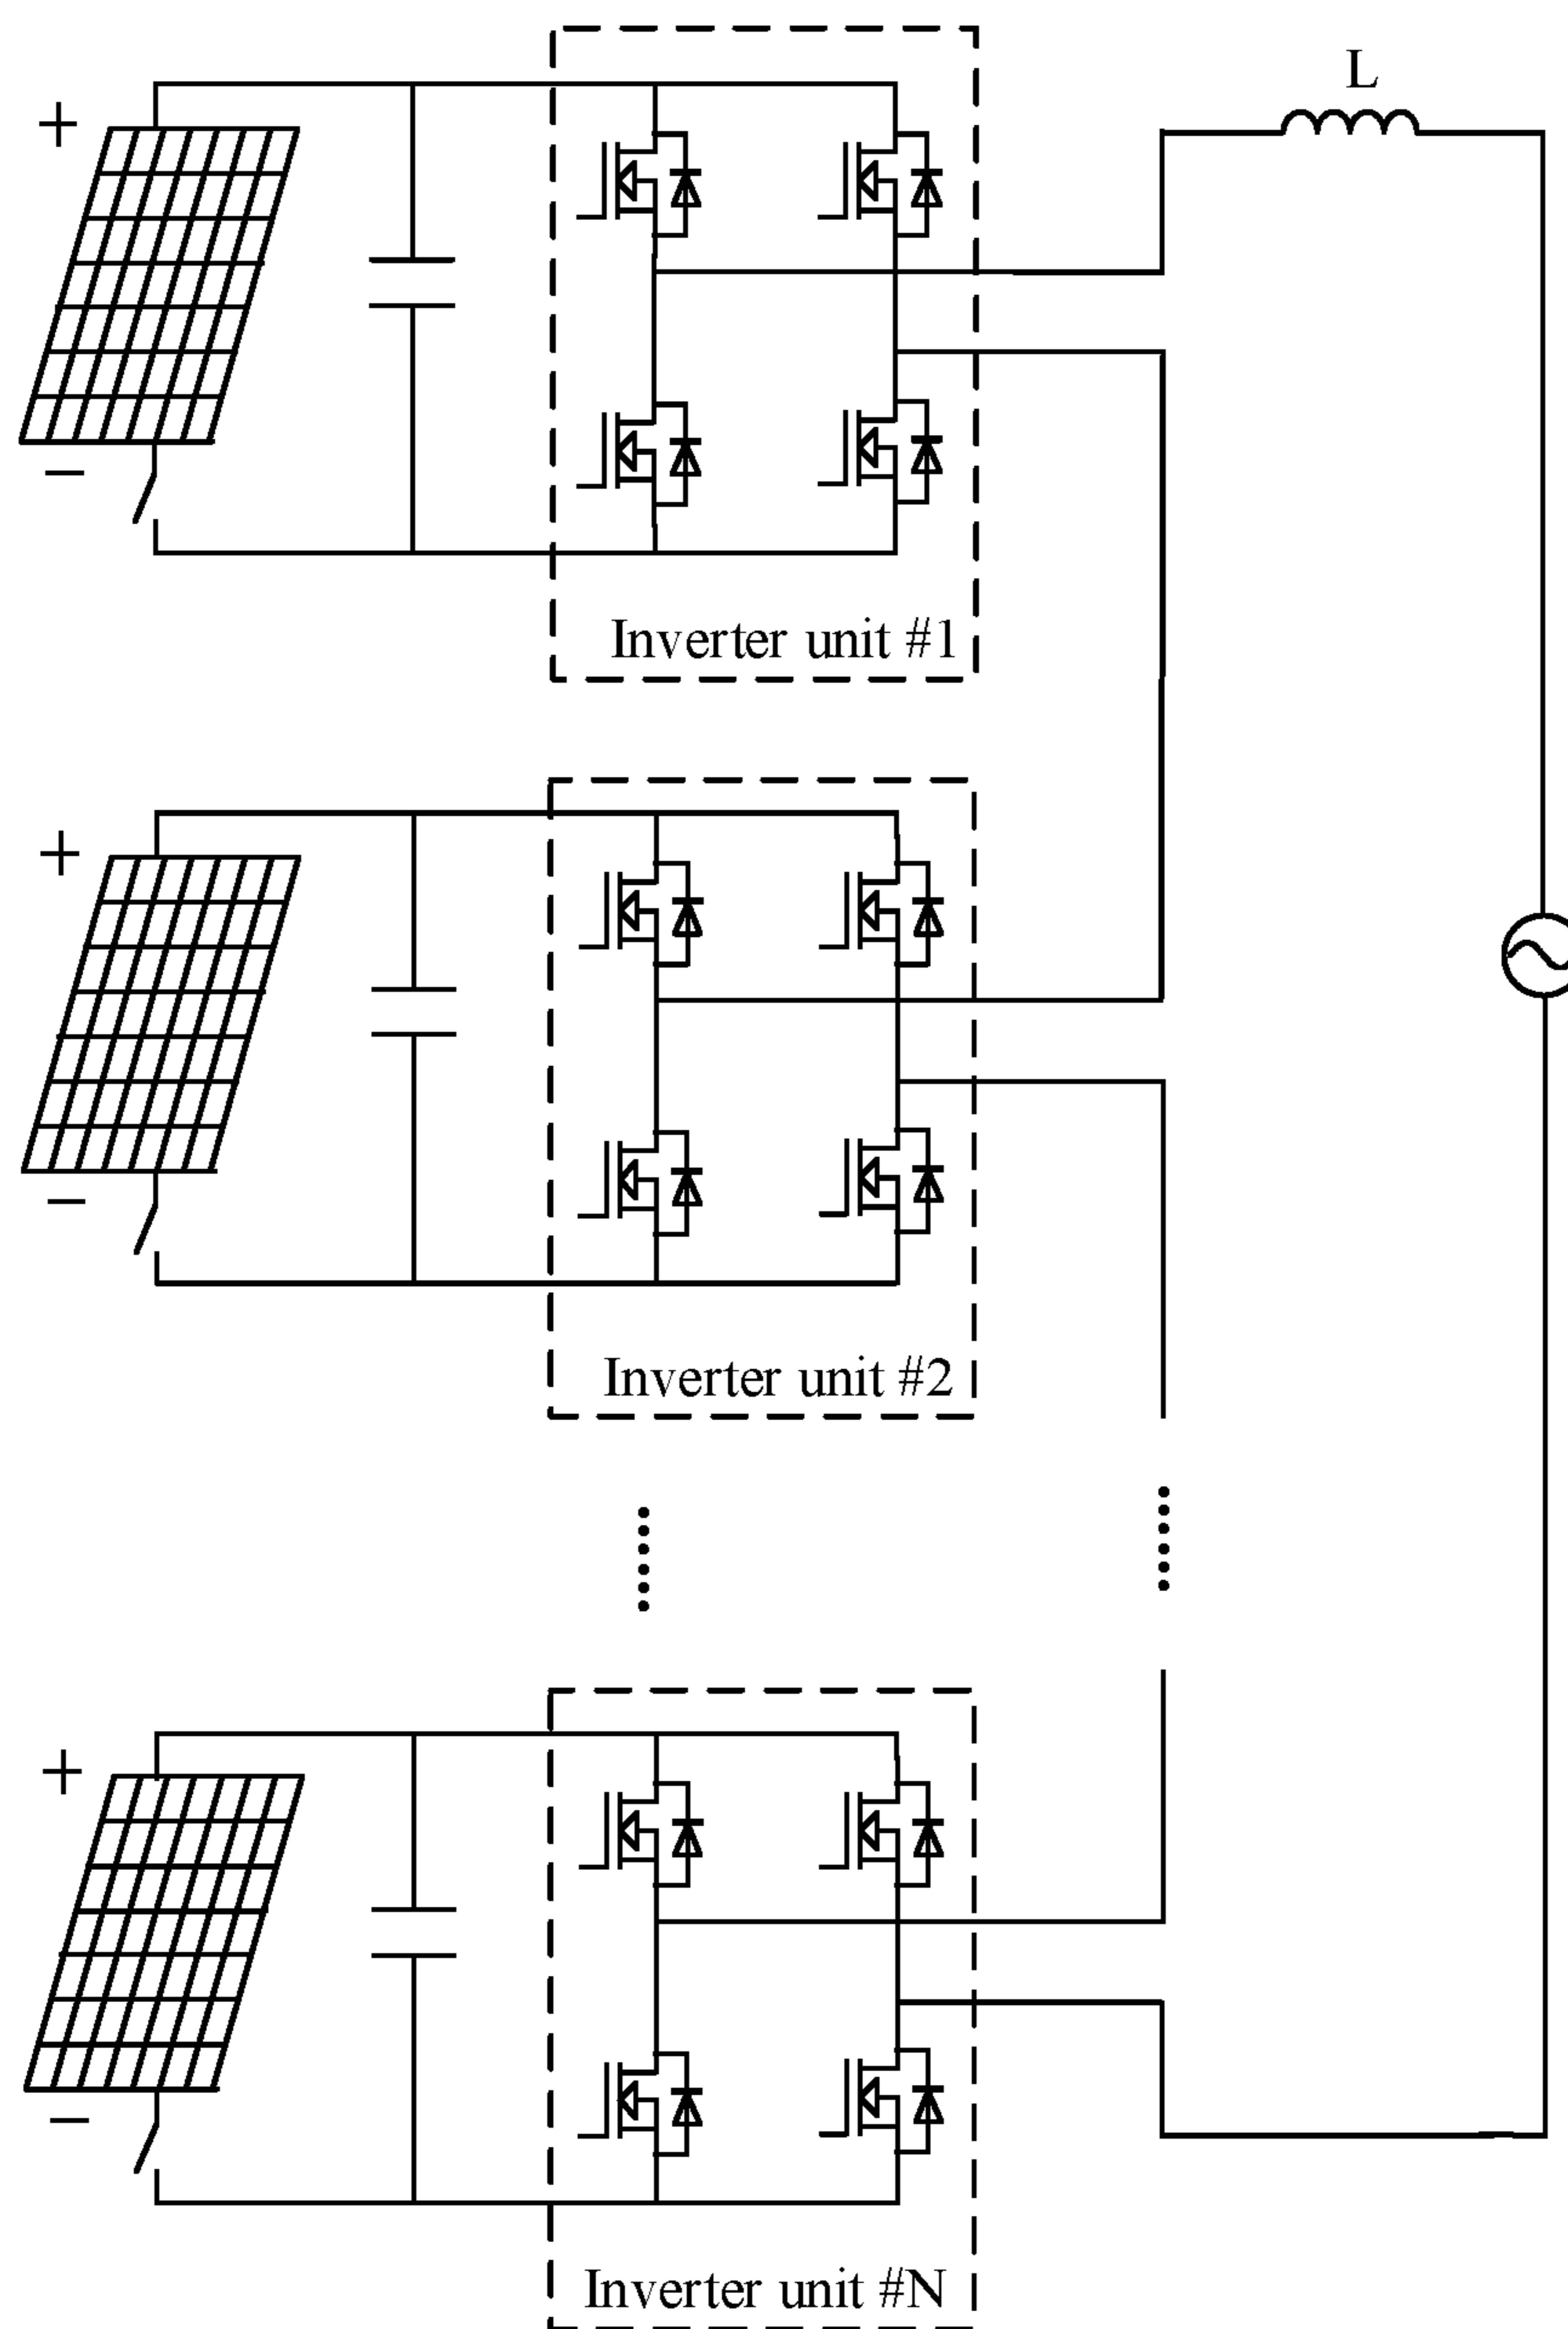 L
+
−
Inverter unit #1
+
−
Inverter unit #2
+
−
Inverter unit #N